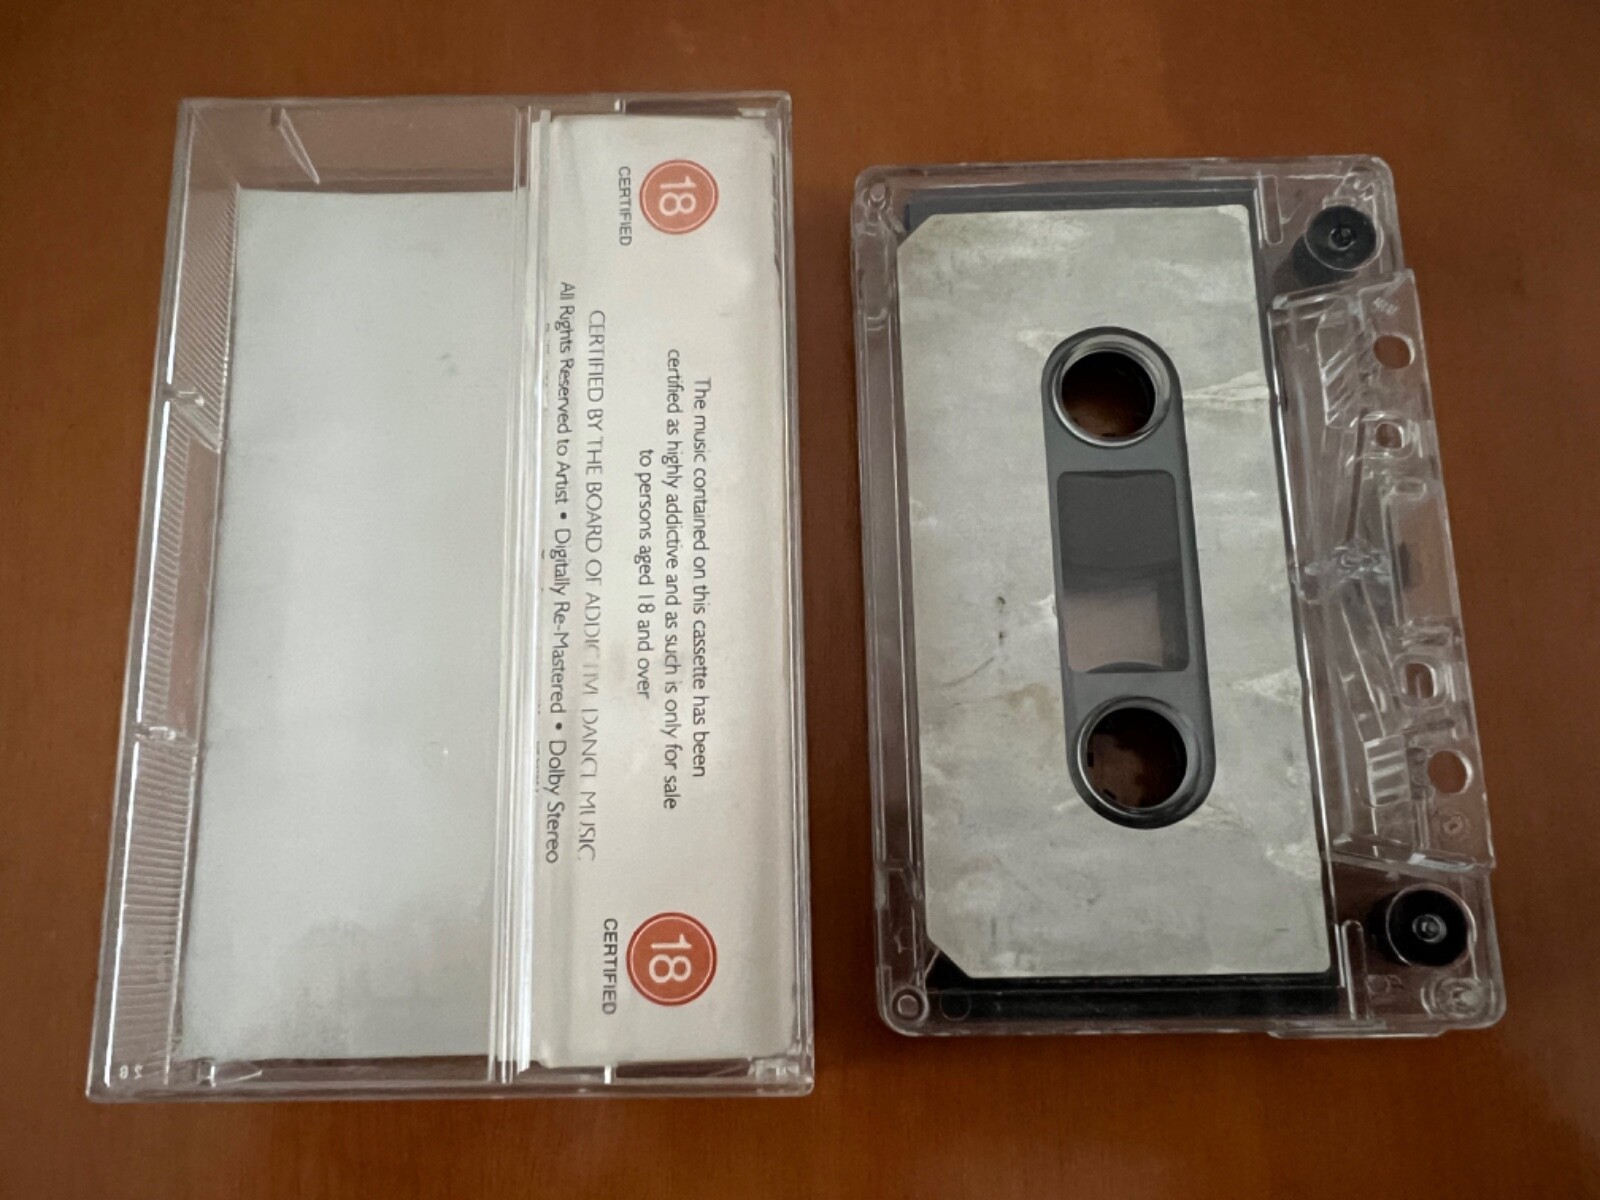 18
CERTIFIED
The music contained on this cassette has been
certified as highly addictive and as such is only for sale
to persons aged 18 and over
CERTIFIED BY THE BOARD OF ADDICTIVE DANCE MUSIC
All Rights Reserved to Artist • Digitally Re-Mastered • Dolby Stereo
18
CERTIFIED